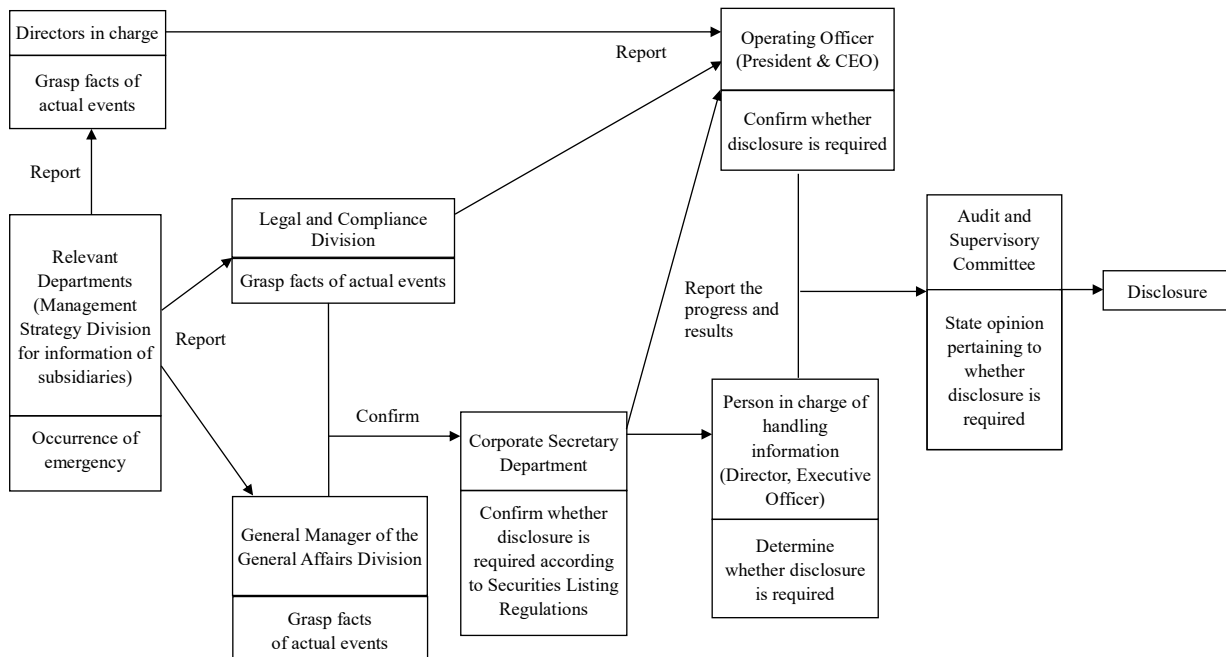 Directors in charge
Grasp facts of
actual events
Report
Operating Officer
(President & CEO)
Confirm whether
disclosure is required
Report
Relevant
Departments
(Management
Strategy Division
for information of
subsidiaries)
Occurrence of
emergency
Legal and Compliance
Division
Grasp facts of actual events
Report
Confirm
General Manager of the
General Affairs Division
Grasp facts
of actual events
Corporate Secretary
Department
Confirm whether
disclosure is
required according
to Securities Listing
Regulations
Report the
progress and
results
Person in charge of
handling
information
(Director, Executive
Officer)
Determine
whether disclosure
is required
Audit and
Supervisory
Committee
State opinion
pertaining to
whether
disclosure is
required
Disclosure